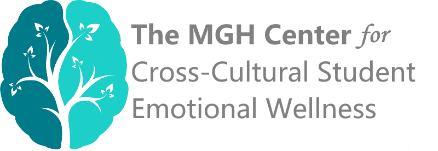 The MGH Center for
Cross-Cultural Student
Emotional Wellness